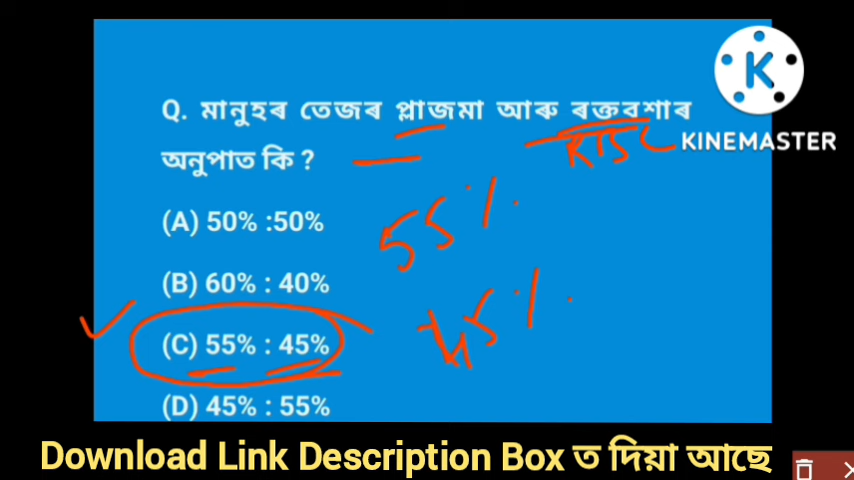 Q. মানুহৰ তেজৰ প্লাজমা আৰু ৰক্তৰশাৰ
অনুপাত কি ?
RBC
(A) 50% :50%
55%.
(B) 60% : 40%
(C) 55% : 45%
45%.
(D) 45% : 55%
K
KINEMASTER
Download Link Description Box ত দিয়া আছে